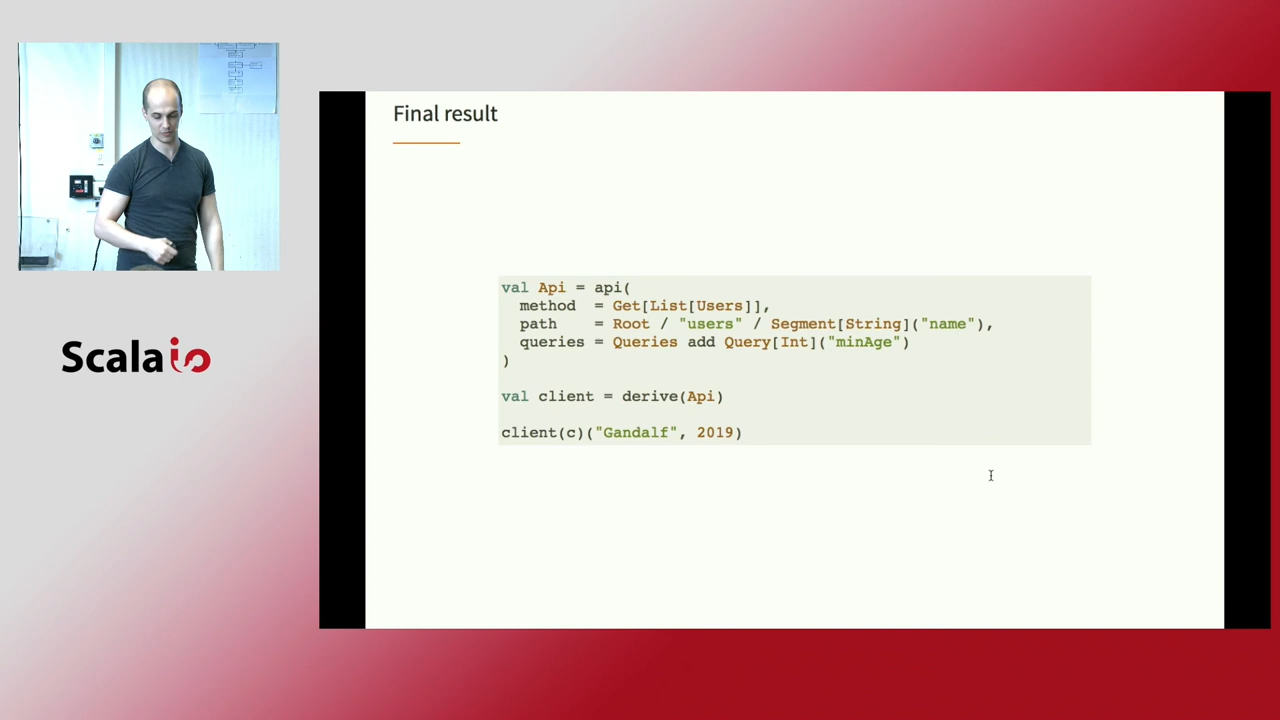 Final result
val Api = api(
method = Get[List[Users]],
path = Root / "users" / Segment[String]("name"),
queries = Queries add Query[Int]("minAge")
)
val client = derive(Api)
client(c)("Gandalf", 2019)
Scala io